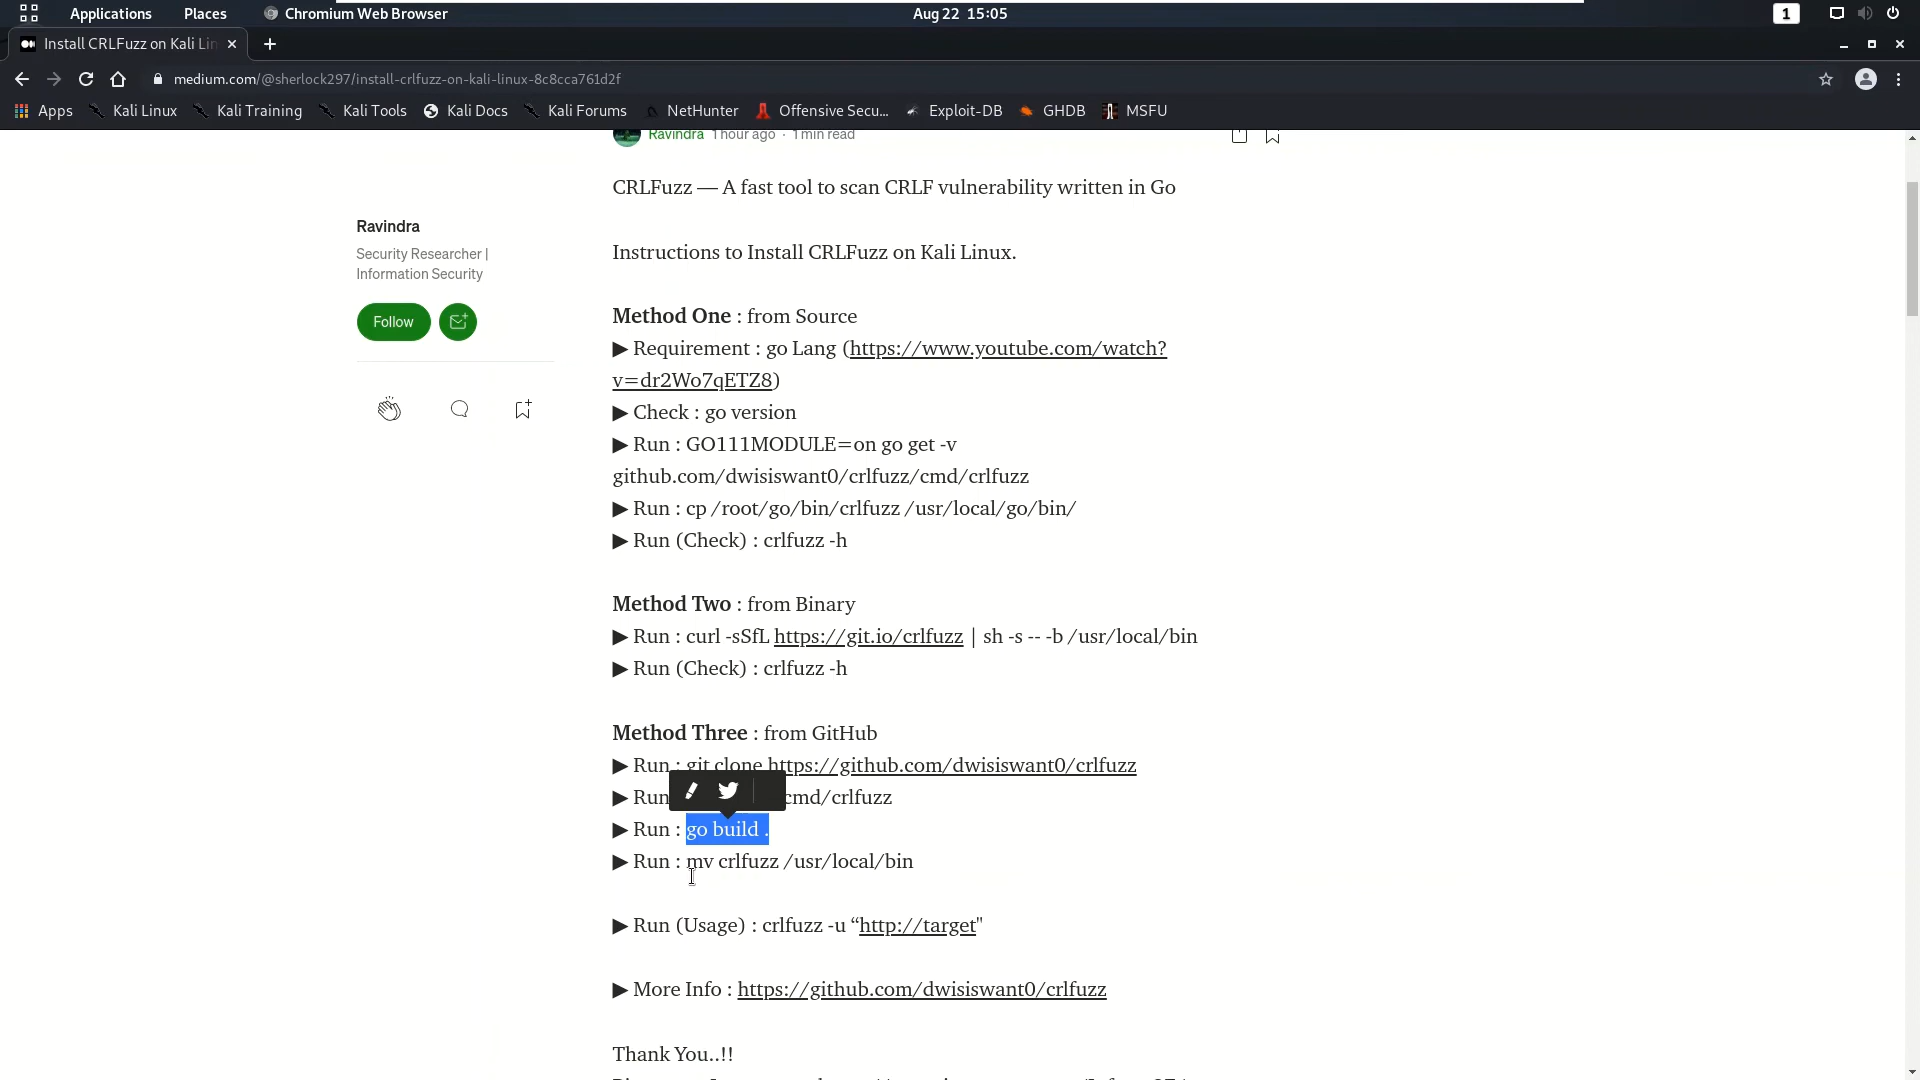 Applications Places Chromium Web Browser Aug 22 15:05 1
Install CRLFuzz on Kali Lin
medium.com/@sherlock297/install-crlfuzz-on-kali-linux-8c8cca761d2f
Apps Kali Linux Kali Training Kali Tools Kali Docs Kali Forums NetHunter Offensive Secu... Exploit-DB GHDB MSFU
Ravindra 1 hour ago · 1 min read
CRLFuzz — A fast tool to scan CRLF vulnerability written in Go
Ravindra
Security Researcher |
Information Security
Follow
Instructions to Install CRLFuzz on Kali Linux.
Method One : from Source
▶ Requirement : go Lang (https://www.youtube.com/watch?
v=dr2Wo7qETZ8)
▶ Check : go version
▶ Run : GO111MODULE=on go get -v
github.com/dwisiswant0/crlfuzz/cmd/crlfuzz
▶ Run : cp /root/go/bin/crlfuzz /usr/local/go/bin/
▶ Run (Check) : crlfuzz -h
Method Two : from Binary
▶ Run : curl -sSfL https://git.io/crlfuzz | sh -s -- -b /usr/local/bin
▶ Run (Check) : crlfuzz -h
Method Three : from GitHub
▶ Run : git clone https://github.com/dwisiswant0/crlfuzz
▶ Run cmd/crlfuzz
▶ Run : go build .
▶ Run : mv crlfuzz /usr/local/bin
▶ Run (Usage) : crlfuzz -u “http://target"
▶ More Info : https://github.com/dwisiswant0/crlfuzz
Thank You..!!